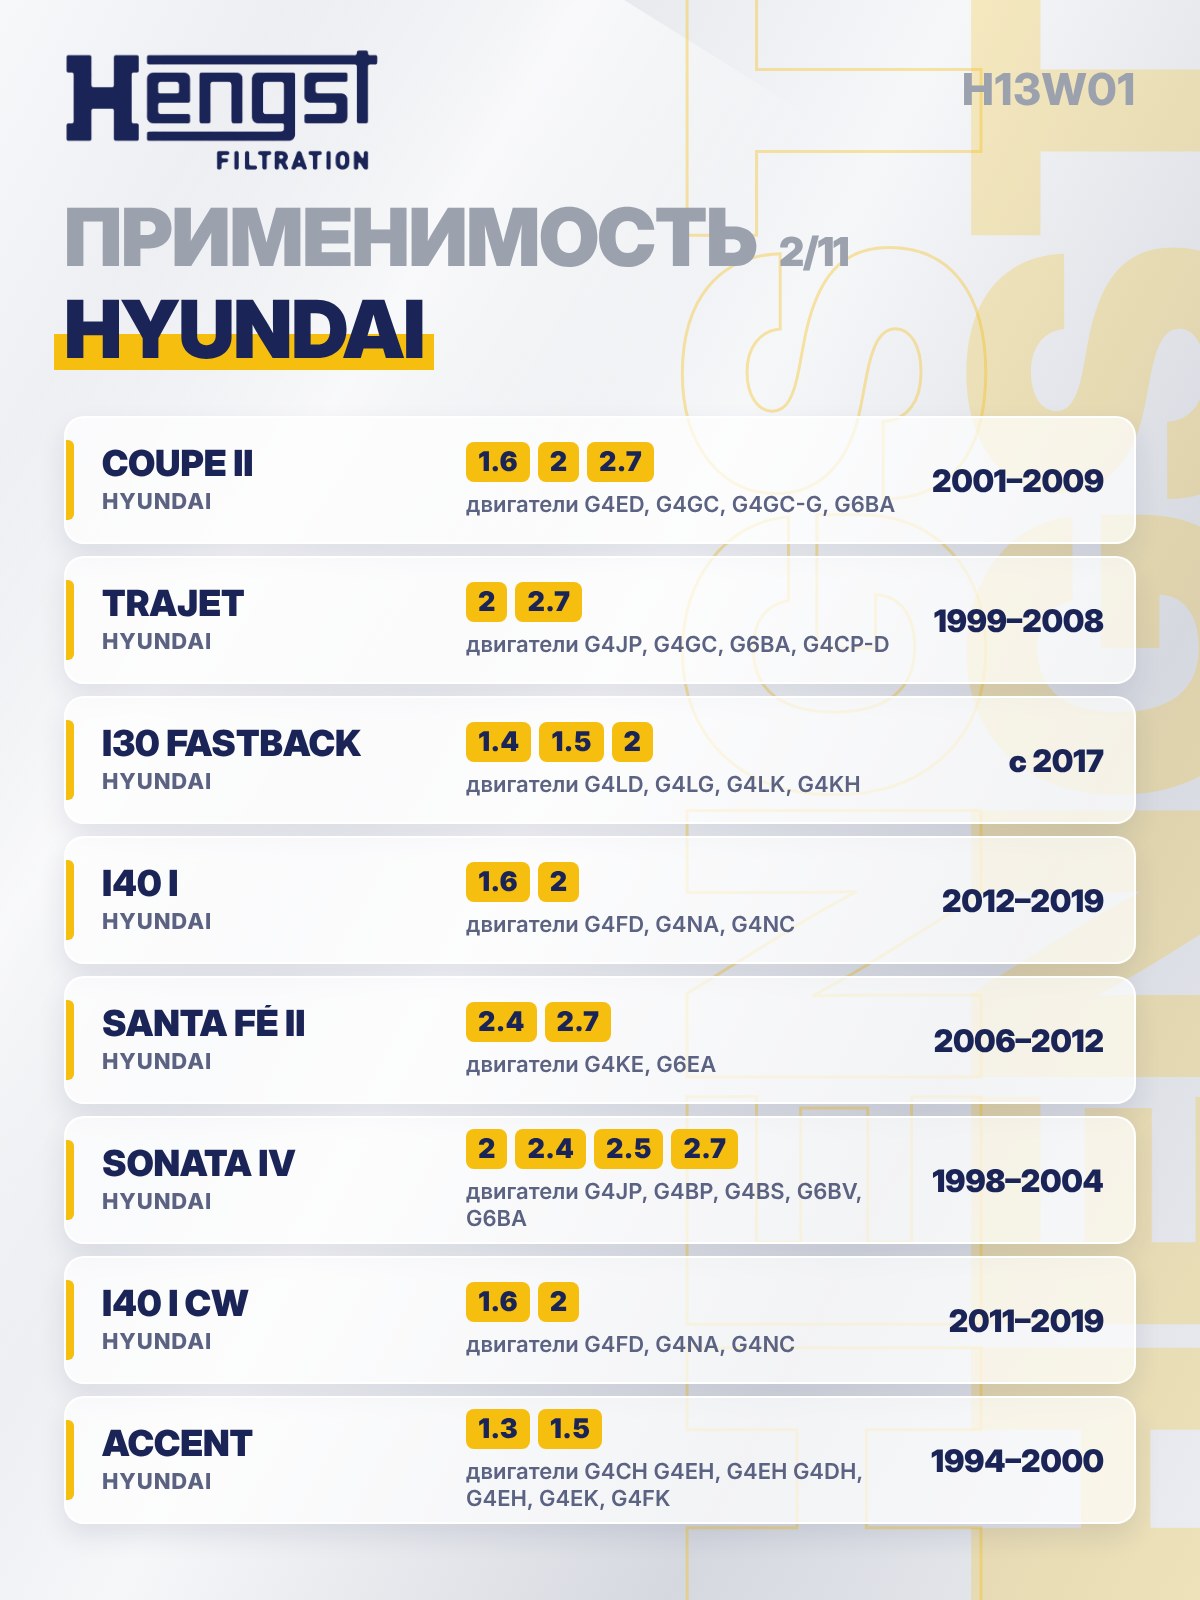 Hengst
FILTRATION
H13W01
ПРИМЕНИМОСТЬ 2/11
HYUNDAI
COUPE II
HYUNDAI
1.6 2 2.7
двигатели G4ED, G4GC, G4GC-G, G6BA
2001–2009
TRAJET
HYUNDAI
2 2.7
двигатели G4JP, G4GC, G6BA, G4CP-D
1999–2008
I30 FASTBACK
HYUNDAI
1.4 1.5 2
двигатели G4LD, G4LG, G4LK, G4KH
с 2017
I40 I
HYUNDAI
1.6 2
двигатели G4FD, G4NA, G4NC
2012–2019
SANTA FÉ II
HYUNDAI
2.4 2.7
двигатели G4KE, G6EA
2006–2012
SONATA IV
HYUNDAI
2 2.4 2.5 2.7
двигатели G4JP, G4BP, G4BS, G6BV,
G6BA
1998–2004
I40 I CW
HYUNDAI
1.6 2
двигатели G4FD, G4NA, G4NC
2011–2019
ACCENT
HYUNDAI
1.3 1.5
двигатели G4CH G4EH, G4EH G4DH,
G4EH, G4EK, G4FK
1994–2000
HENGST
HENGST